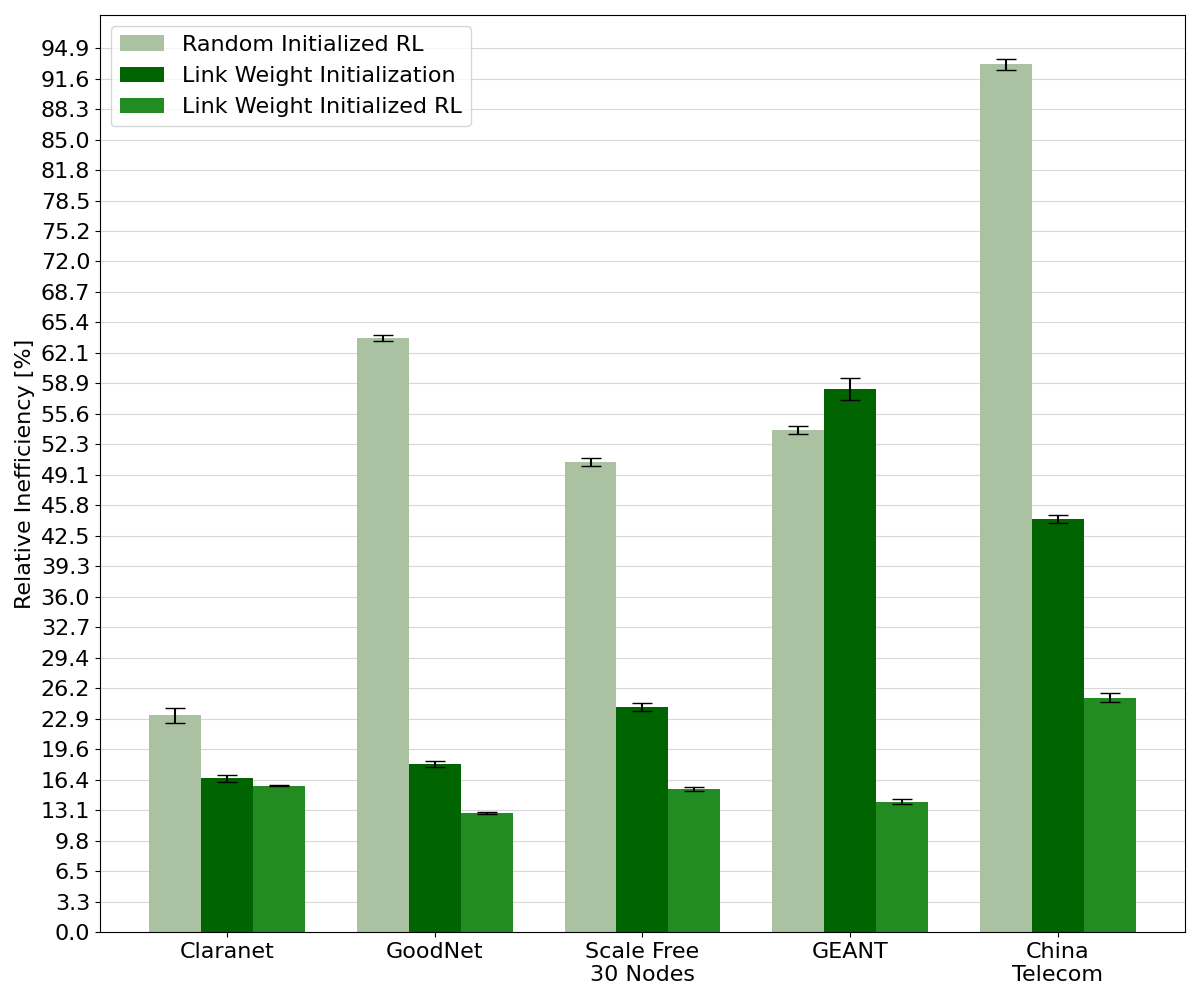 Random Initialized RL
Link Weight Initialization
Link Weight Initialized RL
Relative Inefficiency [%]
94.9
91.6
88.3
85.0
81.8
78.5
75.2
72.0
68.7
65.4
62.1
58.9
55.6
52.3
49.1
45.8
42.5
39.3
36.0
32.7
29.4
26.2
22.9
19.6
16.4
13.1
9.8
6.5
3.3
0.0
Claranet
GoodNet
Scale Free
30 Nodes
GEANT
China
Telecom